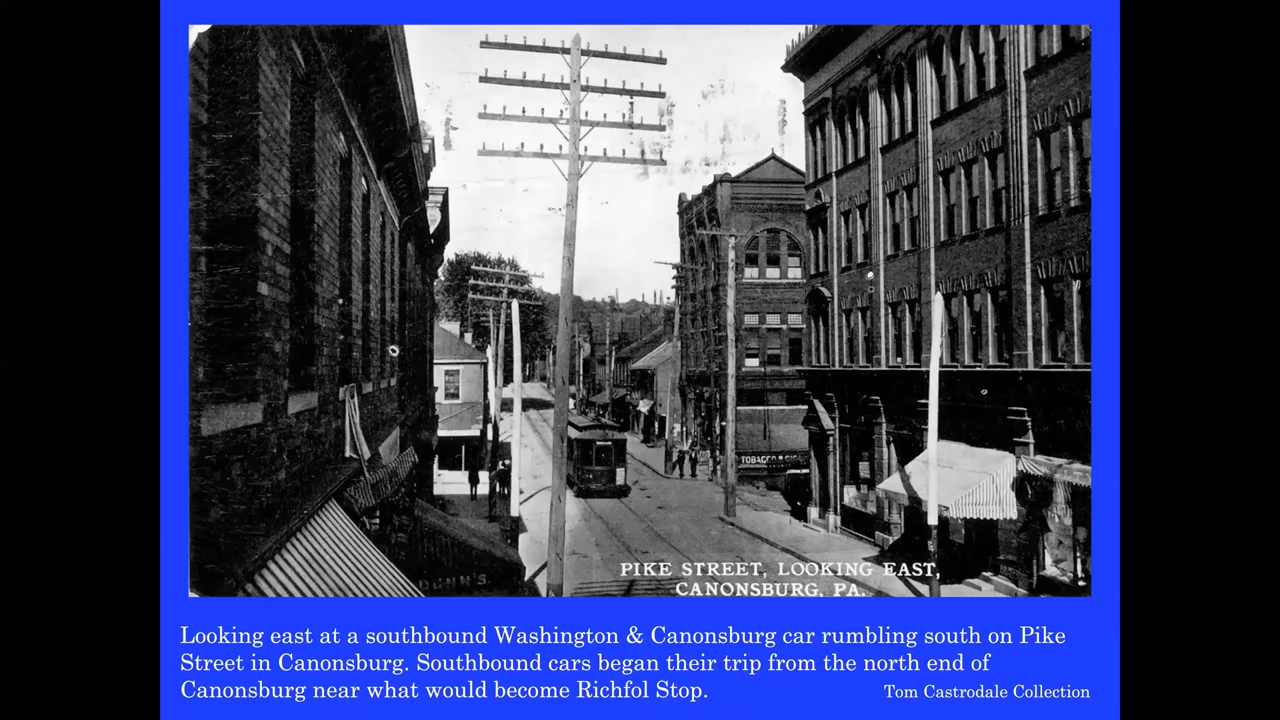 TOBACCO & CIGA
DUNN'S.
PIKE STREET, LOOKING EAST,
CANONSBURG, PA.
Looking east at a southbound Washington & Canonsburg car rumbling south on Pike
Street in Canonsburg. Southbound cars began their trip from the north end of
Canonsburg near what would become Richfol Stop.
Tom Castrodale Collection